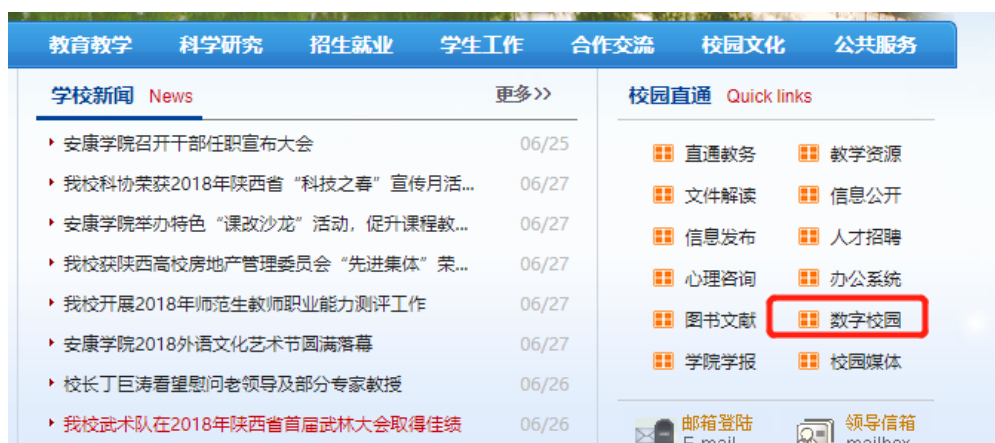 教育教学 科学研究 招生就业 学生工作 合作交流 校园文化 公共服务
学校新闻 News 更多>>
安康学院召开干部任职宣布大会 06/25
我校科协荣获2018年陕西省“科技之春”宣传月活... 06/27
安康学院举办特色“课改沙龙”活动，促升课程教... 06/27
我校获陕西高校房地产管理委员会“先进集体”荣... 06/27
我校开展2018年师范生教师职业能力测评工作 06/27
安康学院2018外语文化艺术节圆满落幕 06/27
校长丁巨涛看望慰问老领导及部分专家教授 06/26
我校武术队在2018年陕西省首届武林大会取得佳绩 06/26
校园直通 Quick links
直通教务 教学资源
文件解读 信息公开
信息发布 人才招聘
心理咨询 办公系统
图书文献 数字校园
学院学报 校园媒体
邮箱登陆 领导信箱
E-mail mailbox